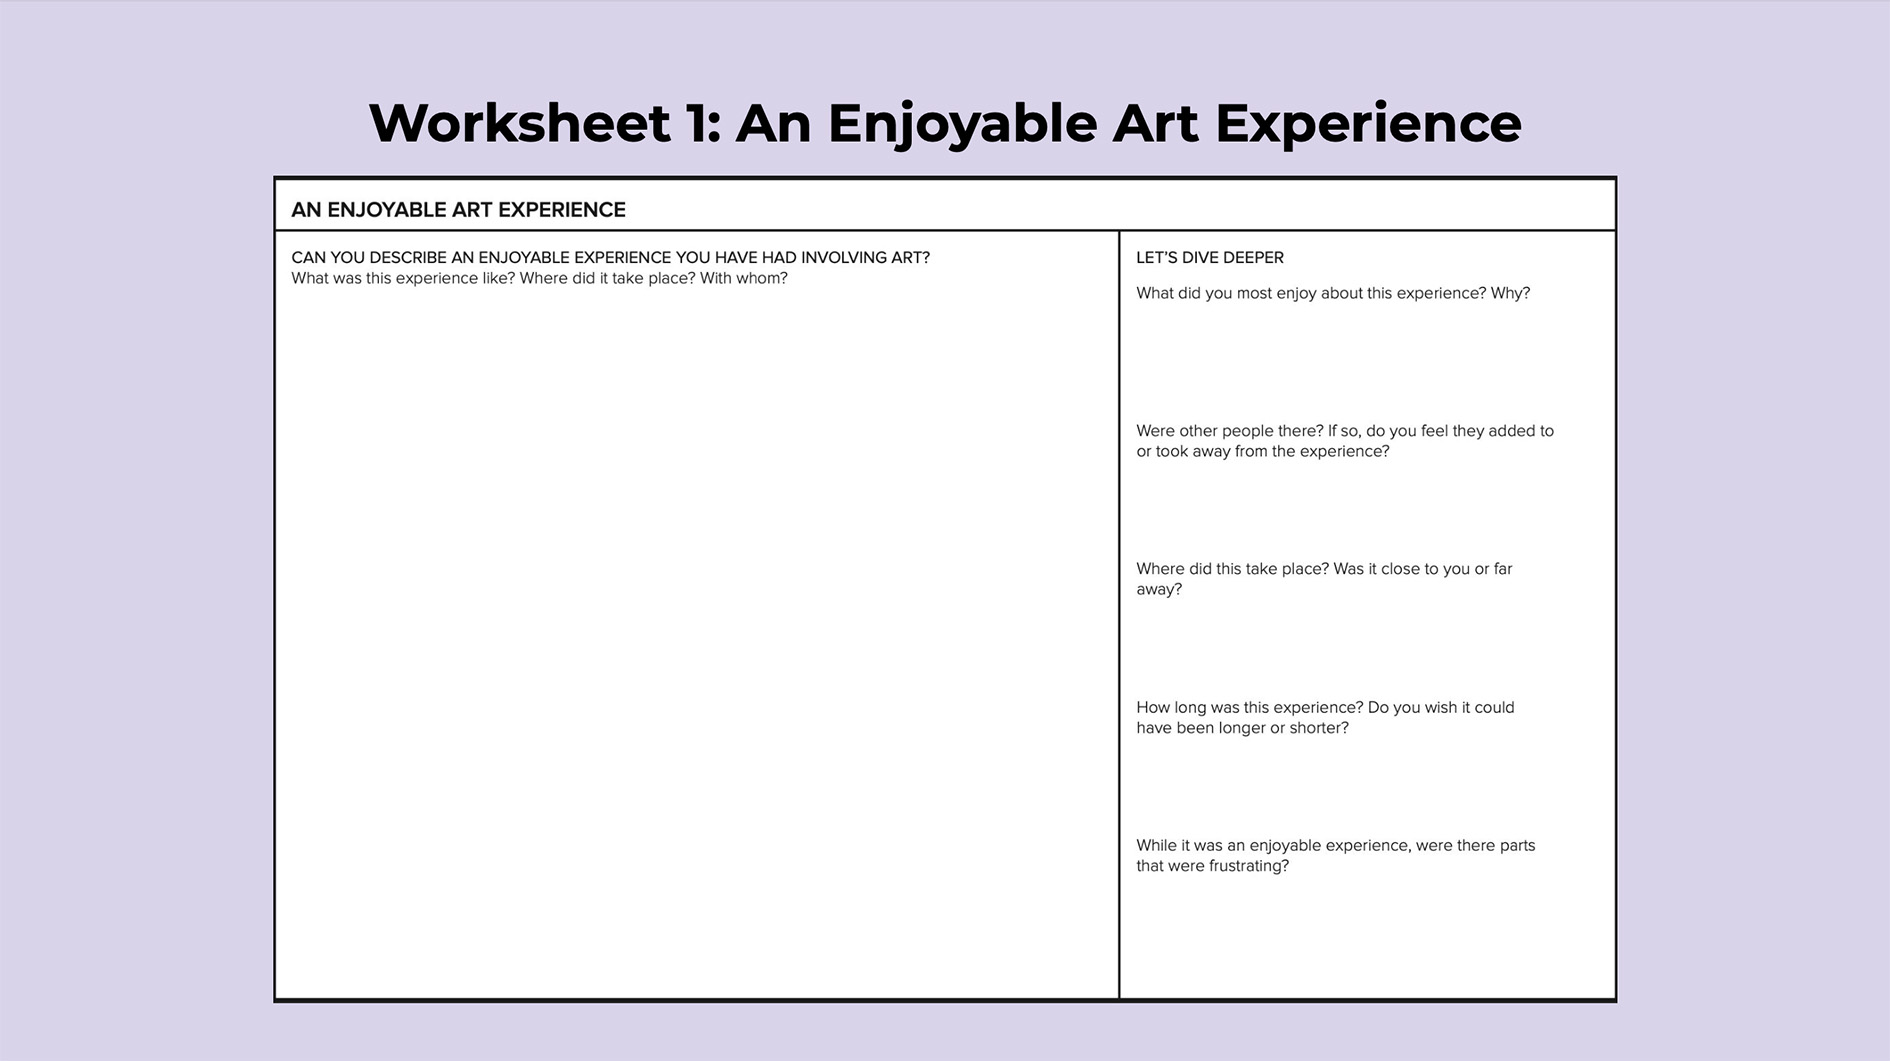 Worksheet 1: An Enjoyable Art Experience
AN ENJOYABLE ART EXPERIENCE
CAN YOU DESCRIBE AN ENJOYABLE EXPERIENCE YOU HAVE HAD INVOLVING ART?
What was this experience like? Where did it take place? With whom?
LET’S DIVE DEEPER
What did you most enjoy about this experience? Why?
Were other people there? If so, do you feel they added to
or took away from the experience?
Where did this take place? Was it close to you or far
away?
How long was this experience? Do you wish it could
have been longer or shorter?
While it was an enjoyable experience, were there parts
that were frustrating?